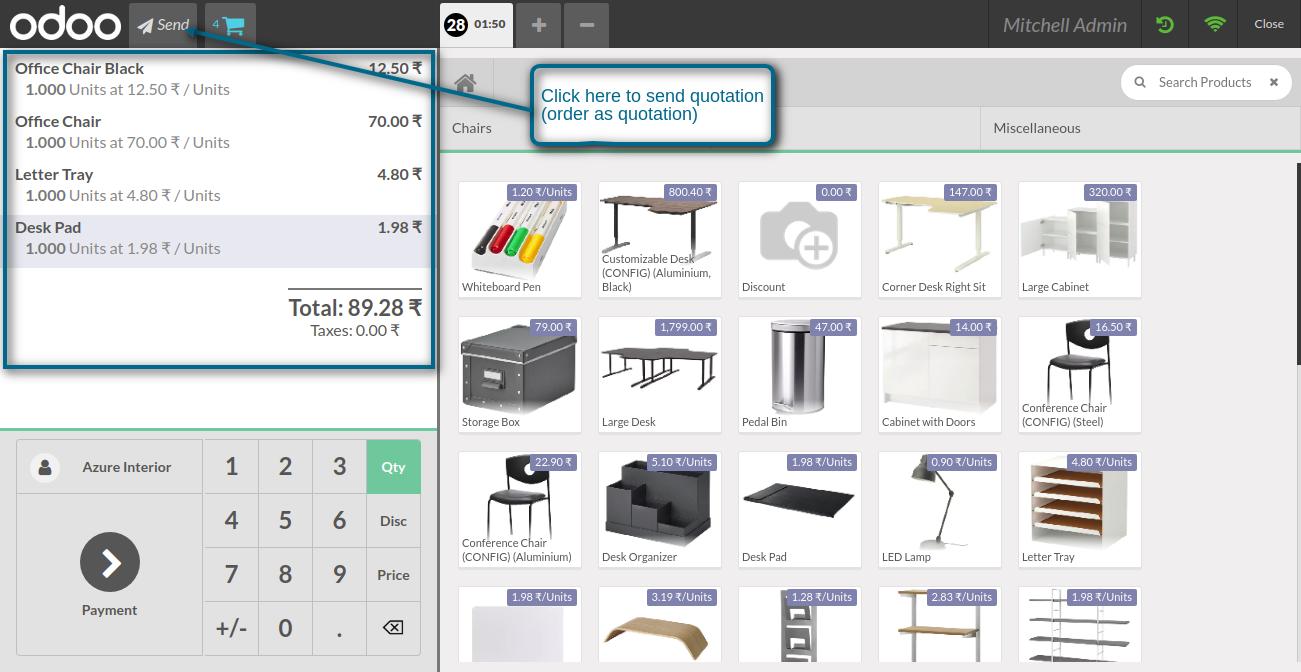 odoo
Send
4
28 01:50
+
−
Mitchell Admin
Close
Office Chair Black 12.50 ₹
1.000 Units at 12.50 ₹ / Units
Office Chair 70.00 ₹
1.000 Units at 70.00 ₹ / Units
Letter Tray 4.80 ₹
1.000 Units at 4.80 ₹ / Units
Desk Pad 1.98 ₹
1.000 Units at 1.98 ₹ / Units
Total: 89.28 ₹
Taxes: 0.00 ₹
Azure Interior
Payment
1 2 3 Qty
4 5 6 Disc
7 8 9 Price
+/- 0 .
Click here to send quotation
(order as quotation)
Search Products
Chairs
Miscellaneous
1.20 ₹/Units
Whiteboard Pen
800.40 ₹
Customizable Desk
(CONFIG) (Aluminium,
Black)
0.00 ₹
Discount
147.00 ₹
Corner Desk Right Sit
320.00 ₹
Large Cabinet
79.00 ₹
Storage Box
1,799.00 ₹
Large Desk
47.00 ₹
Pedal Bin
14.00 ₹
Cabinet with Doors
16.50 ₹
Conference Chair
(CONFIG) (Steel)
22.90 ₹
Conference Chair
(CONFIG) (Aluminium)
5.10 ₹/Units
Desk Organizer
1.98 ₹/Units
Desk Pad
0.90 ₹/Units
LED Lamp
4.80 ₹/Units
Letter Tray
1.98 ₹/Units
3.19 ₹/Units
1.28 ₹/Units
2.83 ₹/Units
1.98 ₹/Units